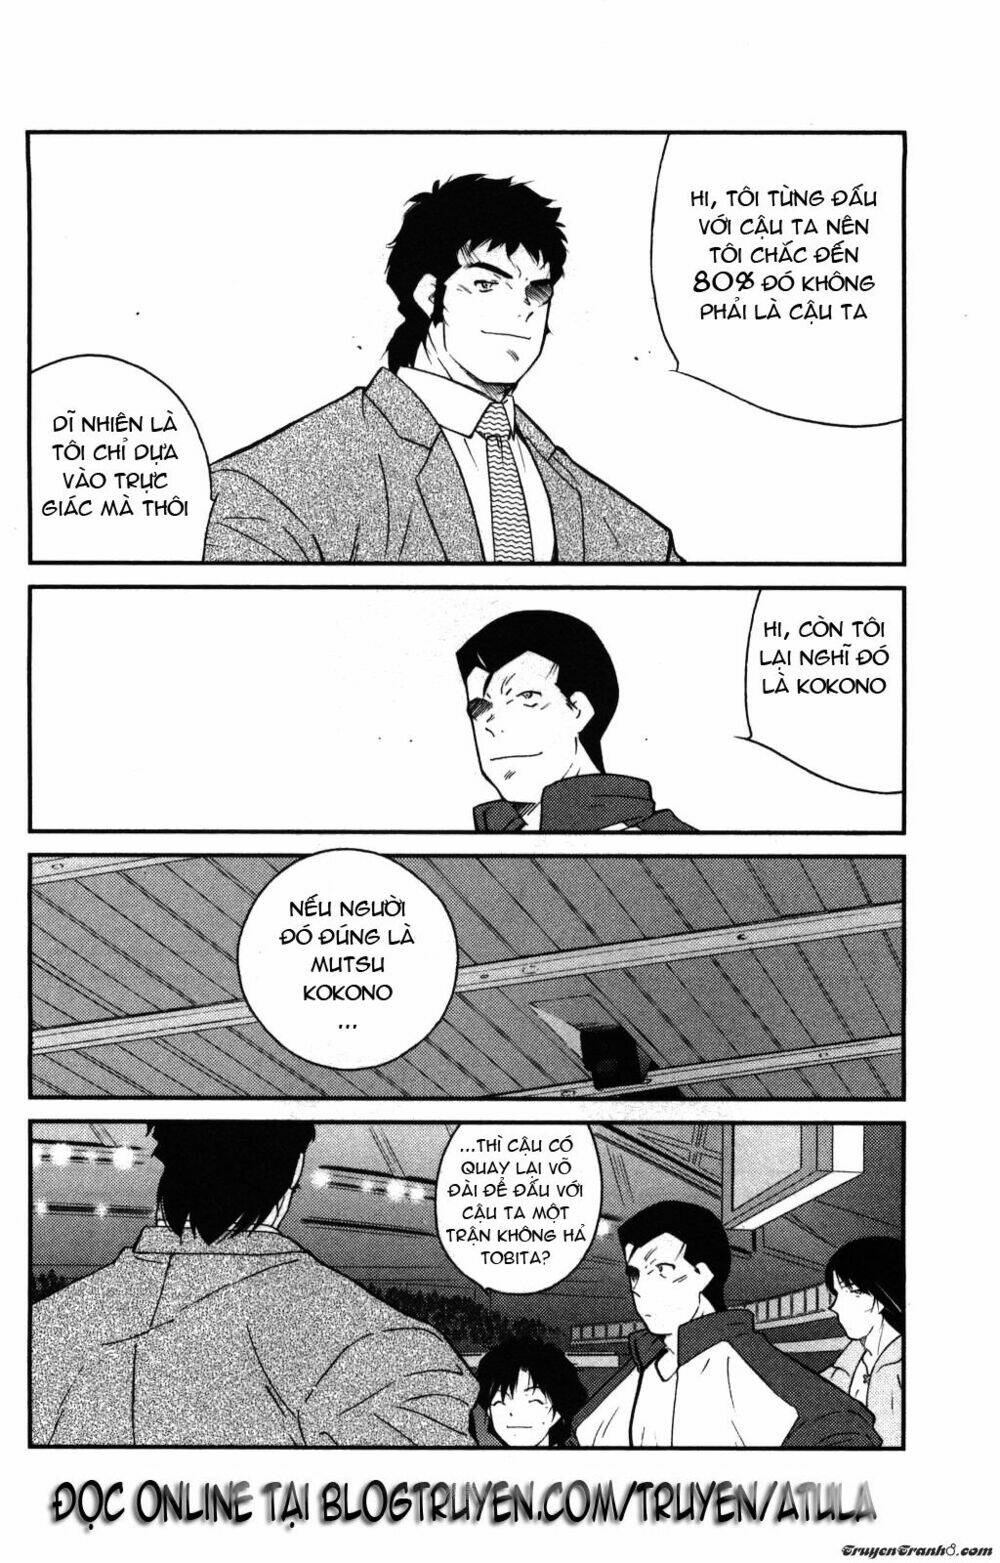 HI, TÔI TỪNG ĐẤU
VỚI CẬU TA NÊN
TÔI CHẮC ĐẾN
80% ĐÓ KHÔNG
PHẢI LÀ CẬU TA
DĨ NHIÊN LÀ
TÔI CHỈ DỰA
VÀO TRỰC
GIÁC MÀ THÔI
HI, CÒN TÔI
LẠI NGHĨ ĐÓ
LÀ KOKONO
NẾU NGƯỜI
ĐÓ ĐÚNG LÀ
MUTSU
KOKONO
...
...THÌ CẬU CÓ
QUAY LẠI VÕ
ĐÀI ĐỂ ĐẤU VỚI
CẬU TA MỘT
TRẬN KHÔNG HẢ
TOBITA?
ĐỌC ONLINE TẠI BLOGTRUYEN.COM/TRUYEN/ATULA
TruyenTranh8.com